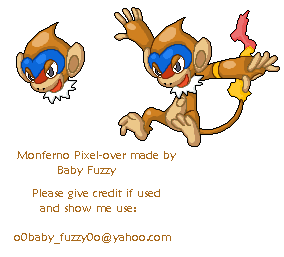 Monferno Pixel-over made by
Baby Fuzzy
Please give credit if used
and show me use:
o0baby_fuzzy0o@yahoo.com